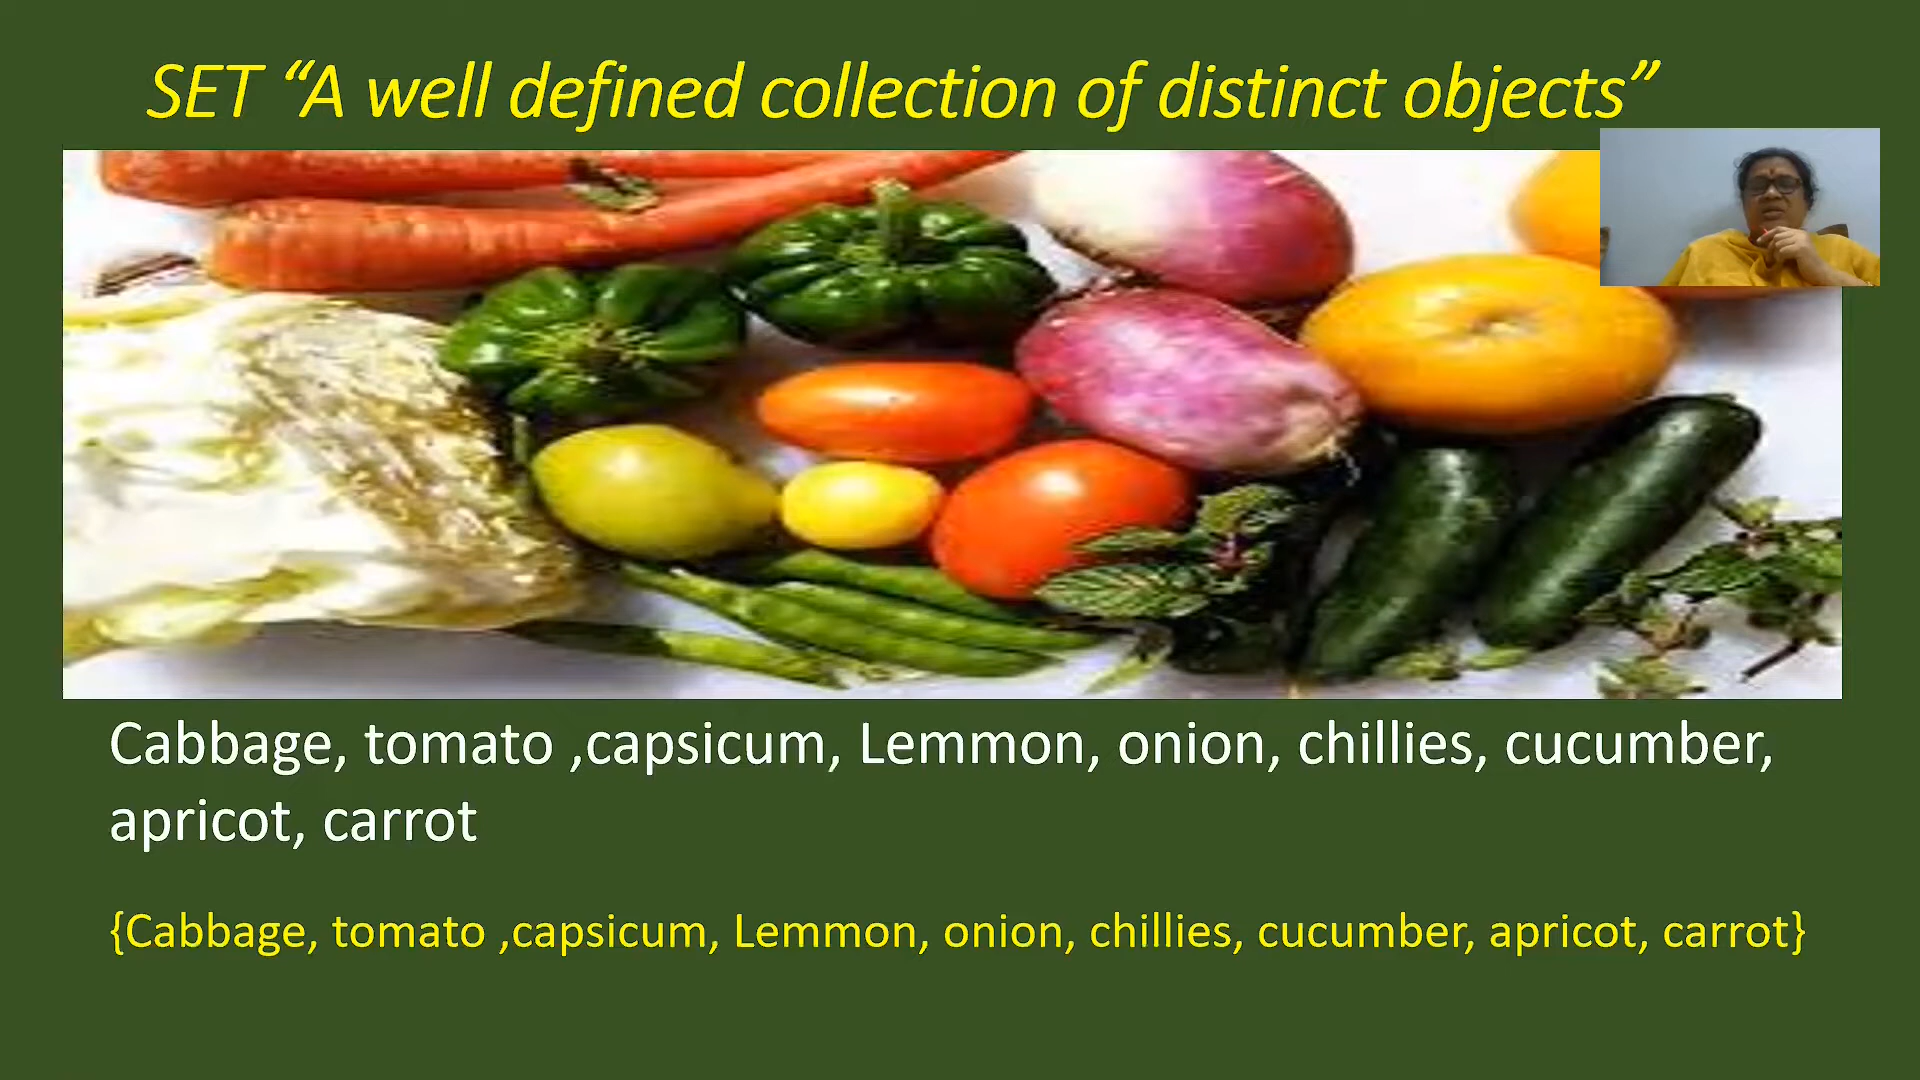 SET “A well defined collection of distinct objects”
Cabbage, tomato ,capsicum, Lemmon, onion, chillies, cucumber,
apricot, carrot
{Cabbage, tomato ,capsicum, Lemmon, onion, chillies, cucumber, apricot, carrot}